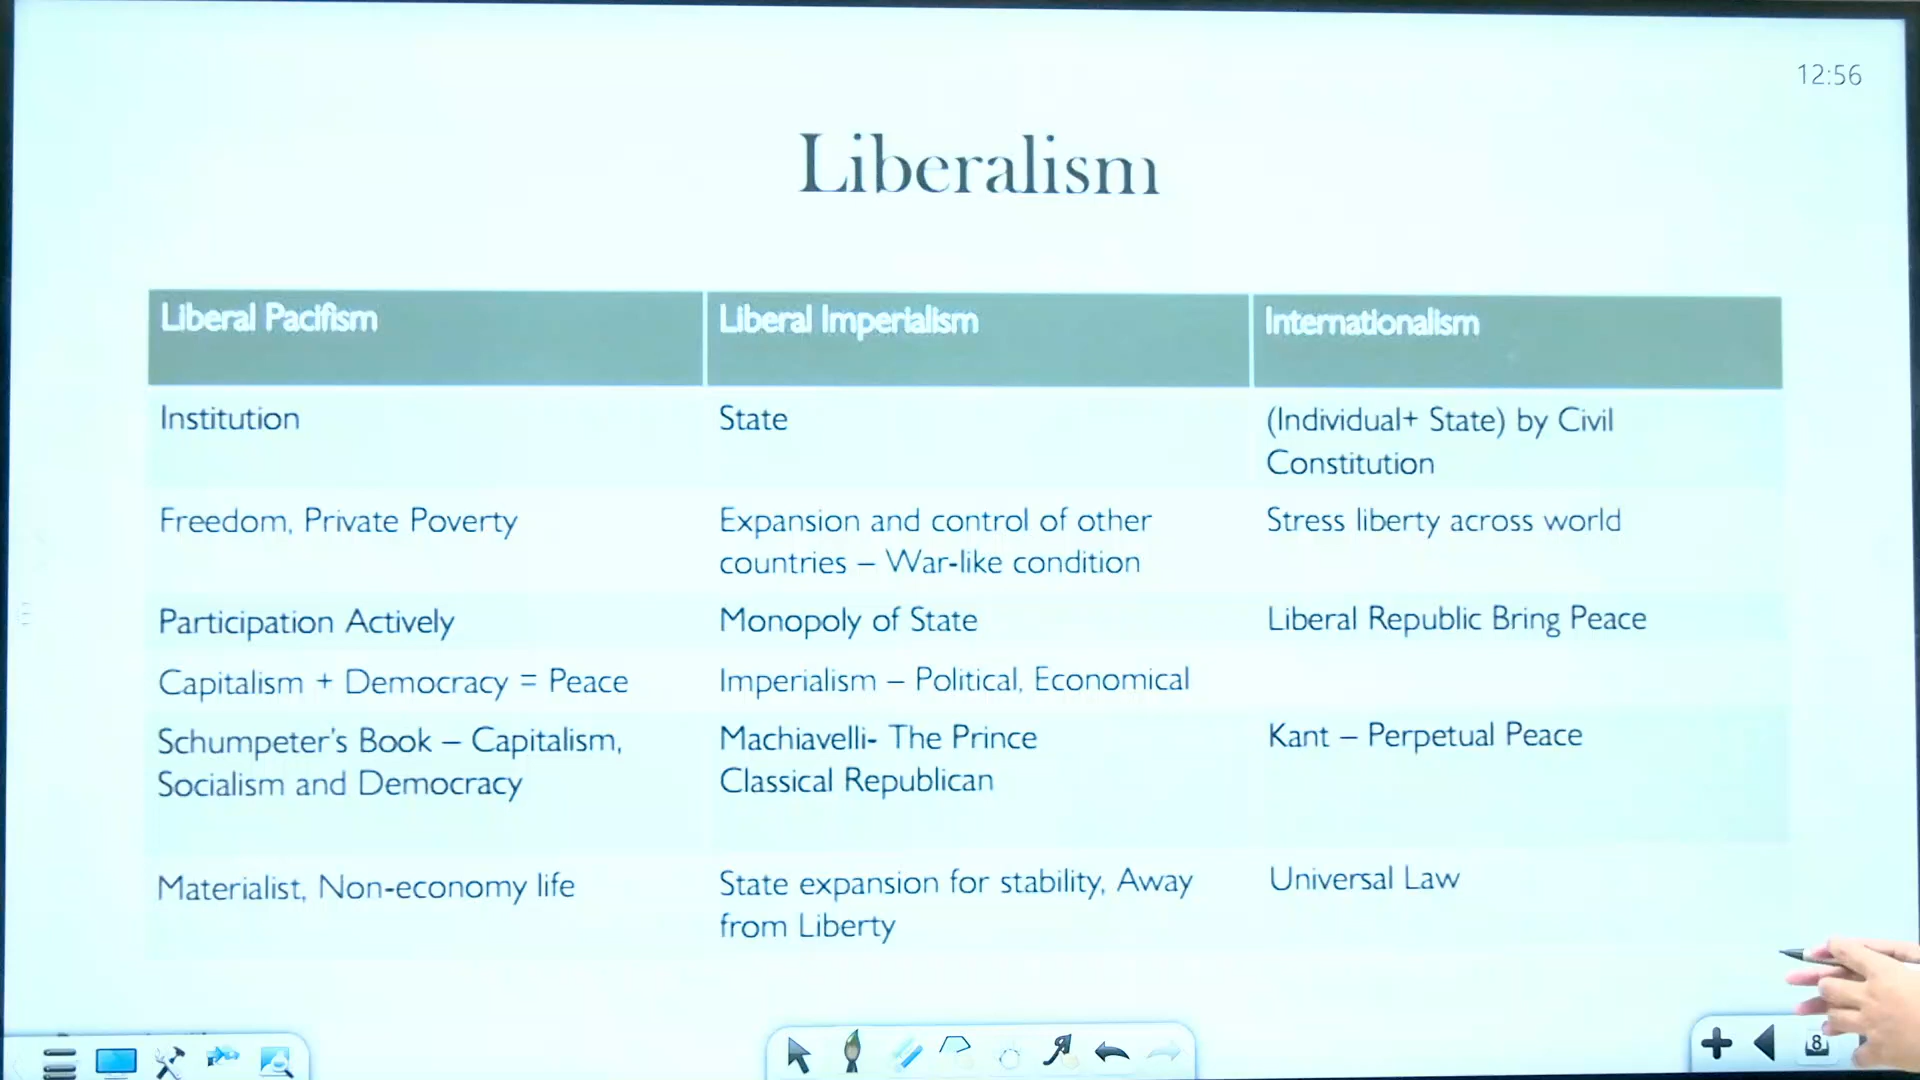 12:56
Liberalism
Liberal Pacifism
Liberal Imperialism
Internationalism
Institution
State
(Individual+ State) by Civil
Constitution
Freedom, Private Poverty
Expansion and control of other
countries – War-like condition
Stress liberty across world
Participation Actively
Monopoly of State
Liberal Republic Bring Peace
Capitalism + Democracy = Peace
Imperialism – Political, Economical
Schumpeter's Book – Capitalism,
Socialism and Democracy
Machiavelli- The Prince
Classical Republican
Kant – Perpetual Peace
Materialist, Non-economy life
State expansion for stability, Away
from Liberty
Universal Law
8